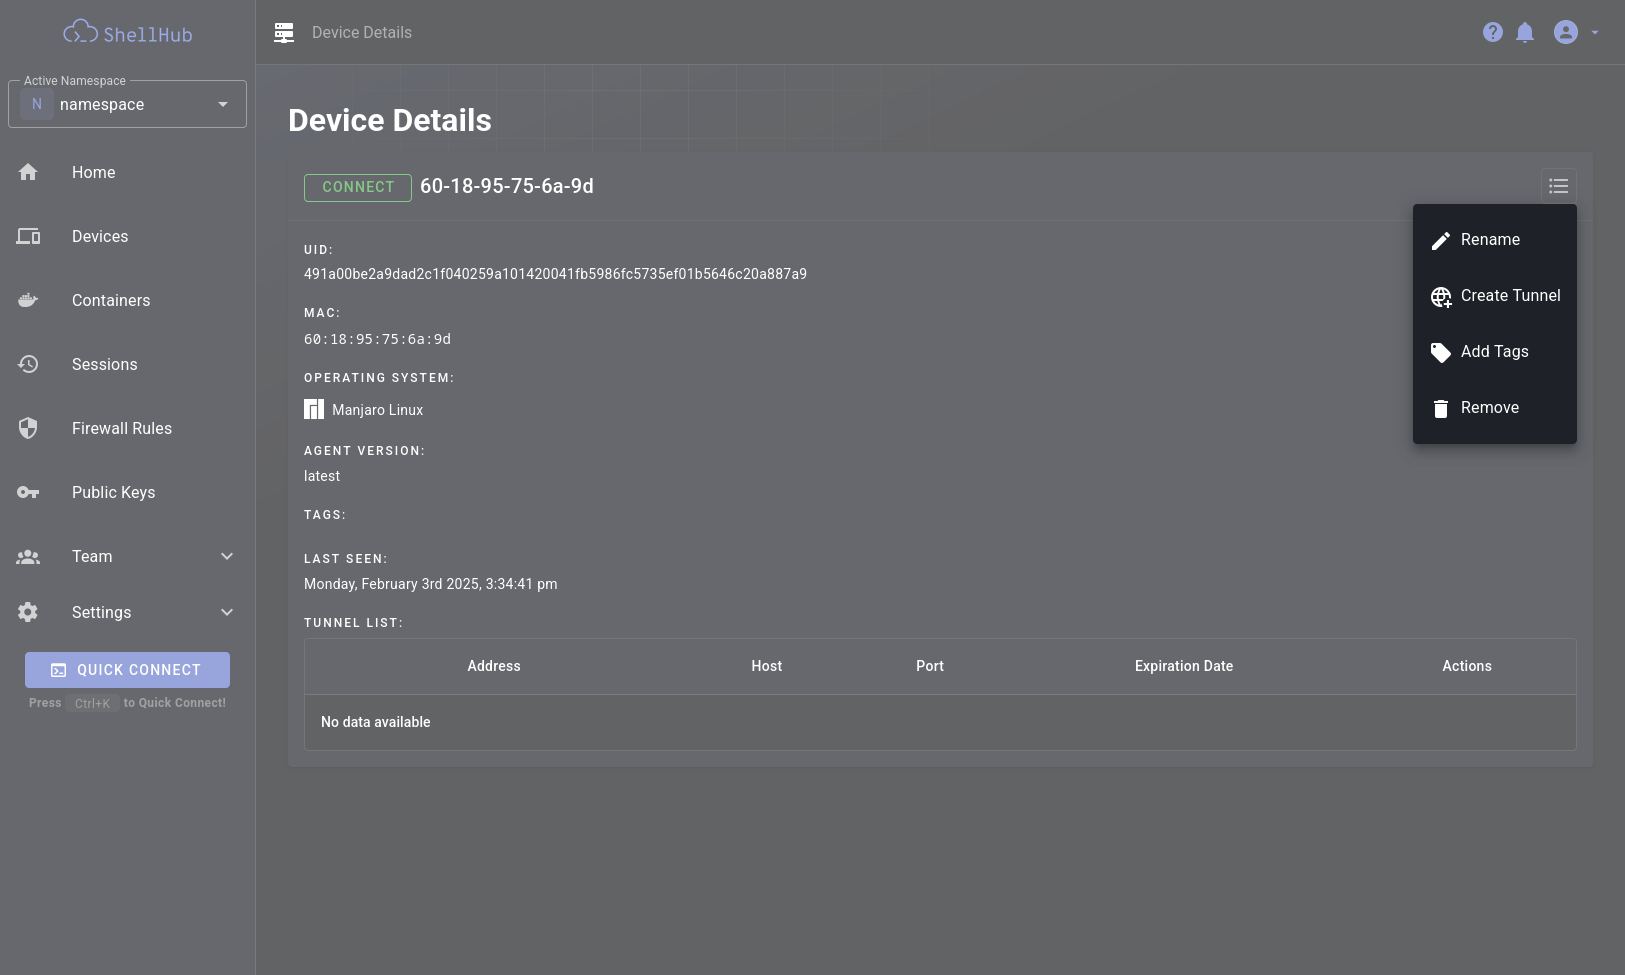 ShellHub
Device Details
Active Namespace
N namespace
Home
Devices
Containers
Sessions
Firewall Rules
Public Keys
Team
Settings
QUICK CONNECT
Press Ctrl+K to Quick Connect!
Device Details
CONNECT 60-18-95-75-6a-9d
Rename
Create Tunnel
Add Tags
Remove
UID:
491a00be2a9dad2c1f040259a101420041fb5986fc5735ef01b5646c20a887a9
MAC:
60:18:95:75:6a:9d
OPERATING SYSTEM:
Manjaro Linux
AGENT VERSION:
latest
TAGS:
LAST SEEN:
Monday, February 3rd 2025, 3:34:41 pm
TUNNEL LIST:
Address Host Port Expiration Date Actions
No data available